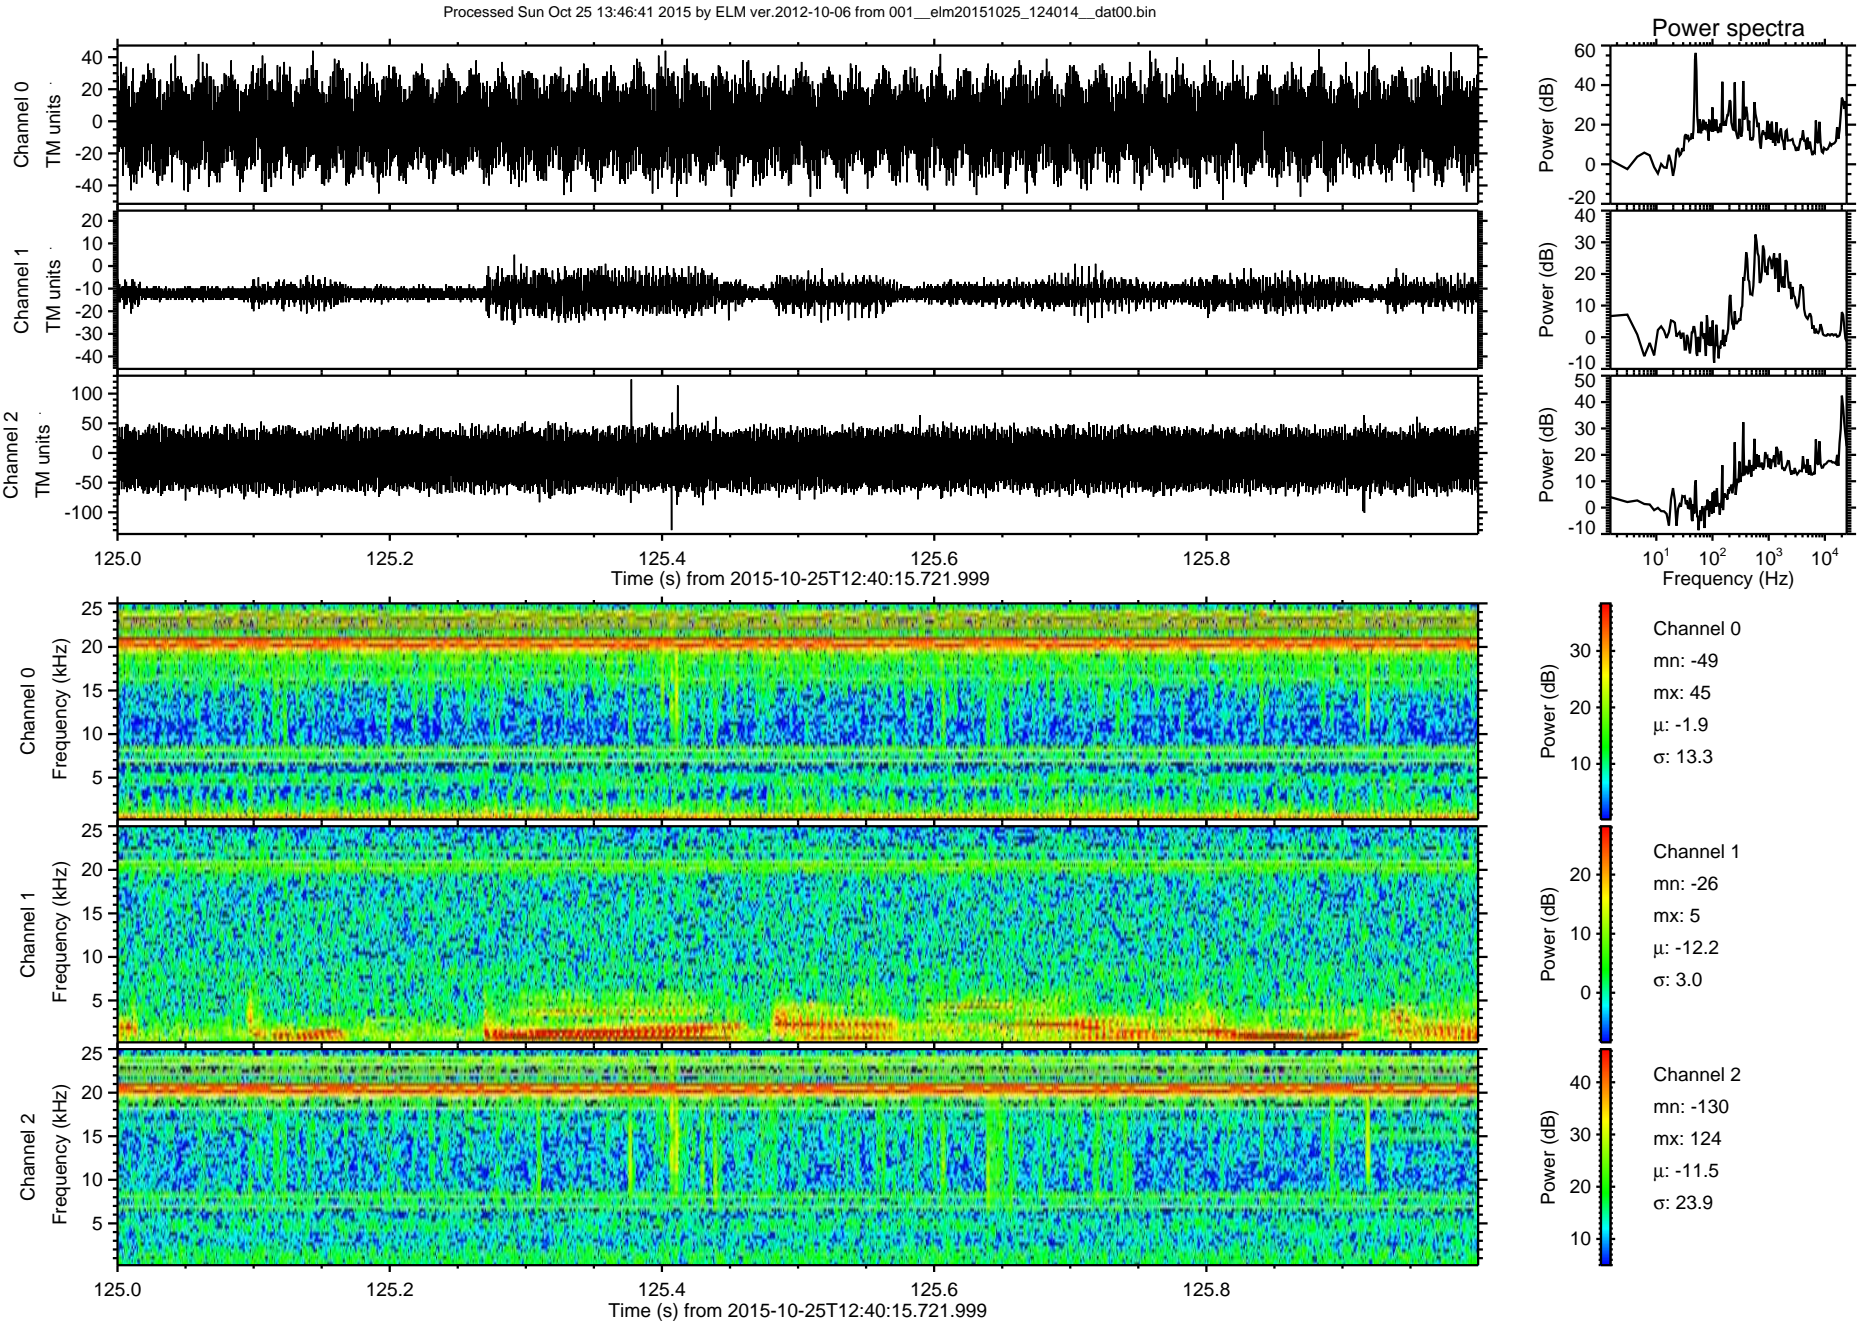 Processed Sun Oct 25 13:46:41 2015 by ELM ver.2012-10-06 from 001__elm20151025_124014__dat00.bin
Power spectra
Channel 0
TM units
40
20
0
-20
-40
Power (dB)
60
40
20
0
-20
Channel 1
TM units
20
10
0
-10
-20
-30
-40
Power (dB)
40
30
20
10
0
-10
Channel 2
TM units
100
50
0
-50
-100
Power (dB)
50
40
30
20
10
0
-10
125.0 125.2 125.4 125.6 125.8
Time (s) from 2015-10-25T12:40:15.721.999
10^1 10^2 10^3 10^4
Frequency (Hz)
Channel 0
Frequency (kHz)
25
20
15
10
5
Power (dB)
30
20
10
Channel 0
mn: -49
mx: 45
μ: -1.9
σ: 13.3
Channel 1
Frequency (kHz)
25
20
15
10
5
Power (dB)
20
10
0
Channel 1
mn: -26
mx: 5
μ: -12.2
σ: 3.0
Channel 2
Frequency (kHz)
25
20
15
10
5
Power (dB)
40
30
20
10
Channel 2
mn: -130
mx: 124
μ: -11.5
σ: 23.9
125.0 125.2 125.4 125.6 125.8
Time (s) from 2015-10-25T12:40:15.721.999